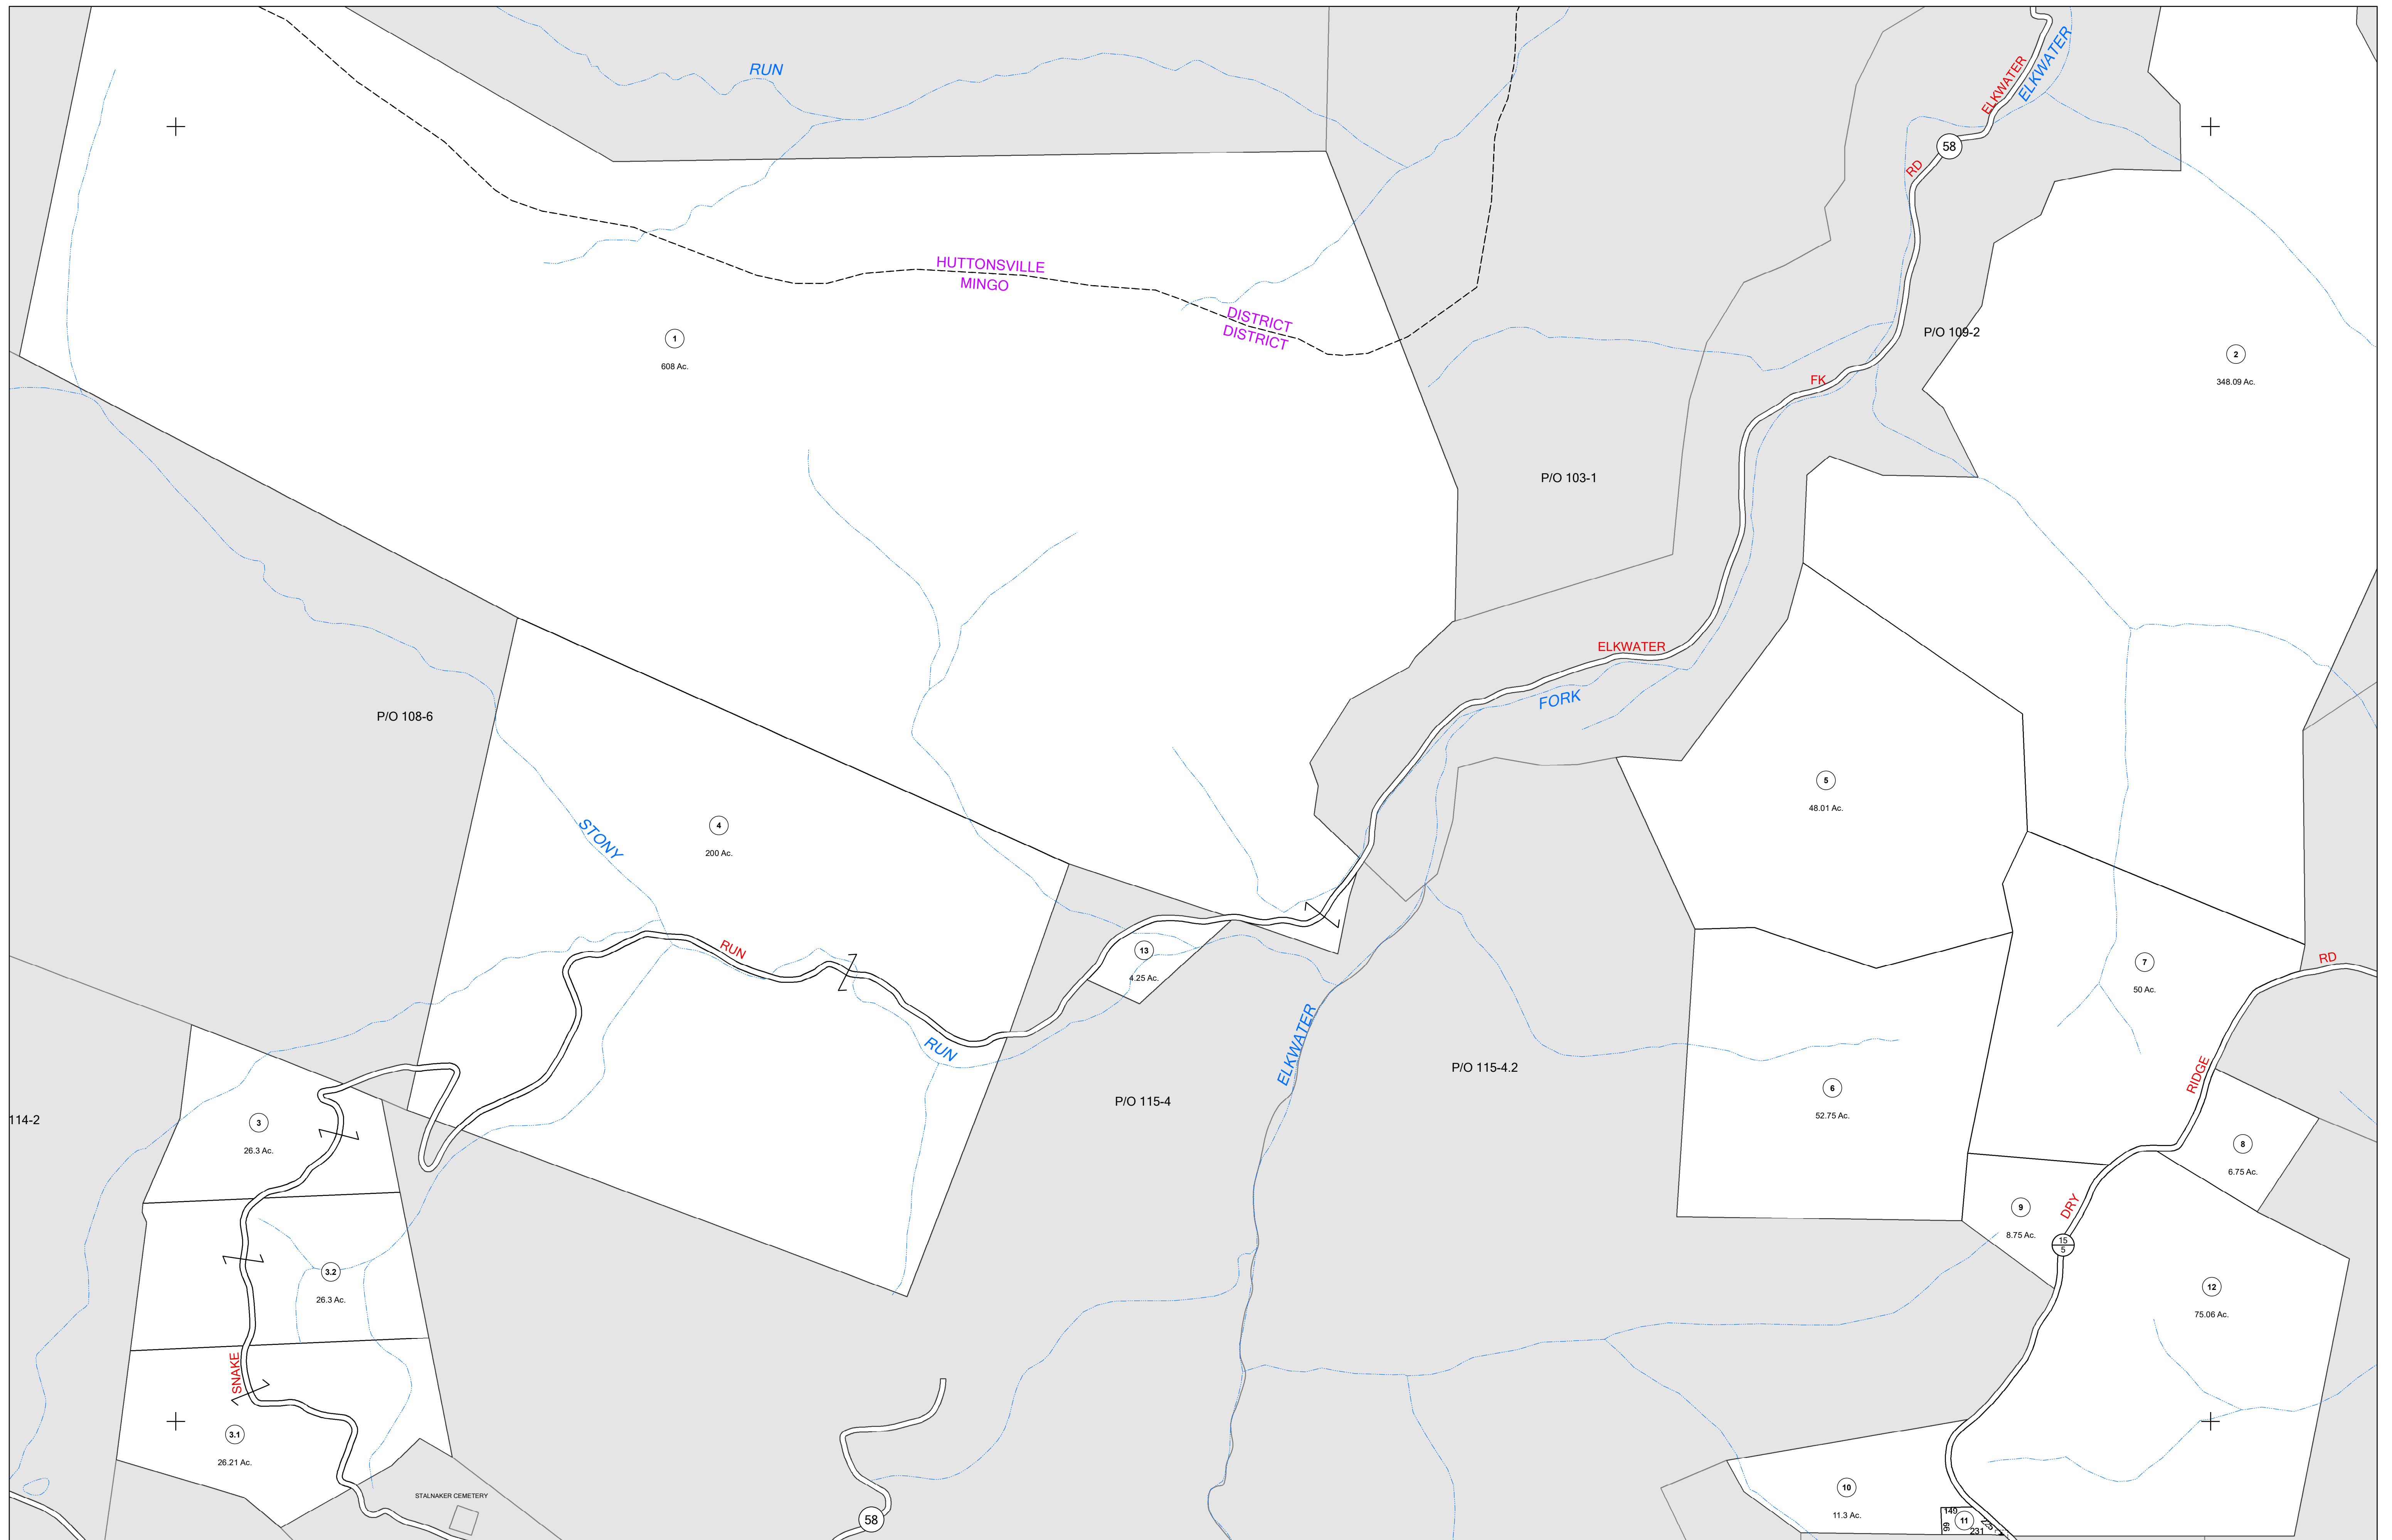 RUN
ELKWATER
ELKWATER
58
RD
HUTTONSVILLE
MINGO
DISTRICT
DISTRICT
1
608 Ac.
P/O 109-2
2
348.09 Ac.
FK
P/O 103-1
ELKWATER
FORK
P/O 108-6
5
48.01 Ac.
4
200 Ac.
STONY
RUN
13
4.25 Ac.
7
50 Ac.
RD
RUN
ELKWATER
P/O 115-4.2
P/O 115-4
RIDGE
6
52.75 Ac.
114-2
3
26.3 Ac.
8
6.75 Ac.
DRY
9
8.75 Ac.
15
5
3.2
26.3 Ac.
12
75.06 Ac.
SNAKE
3.1
26.21 Ac.
STALNAKER CEMETERY
10
11.3 Ac.
58
149
66
11
231